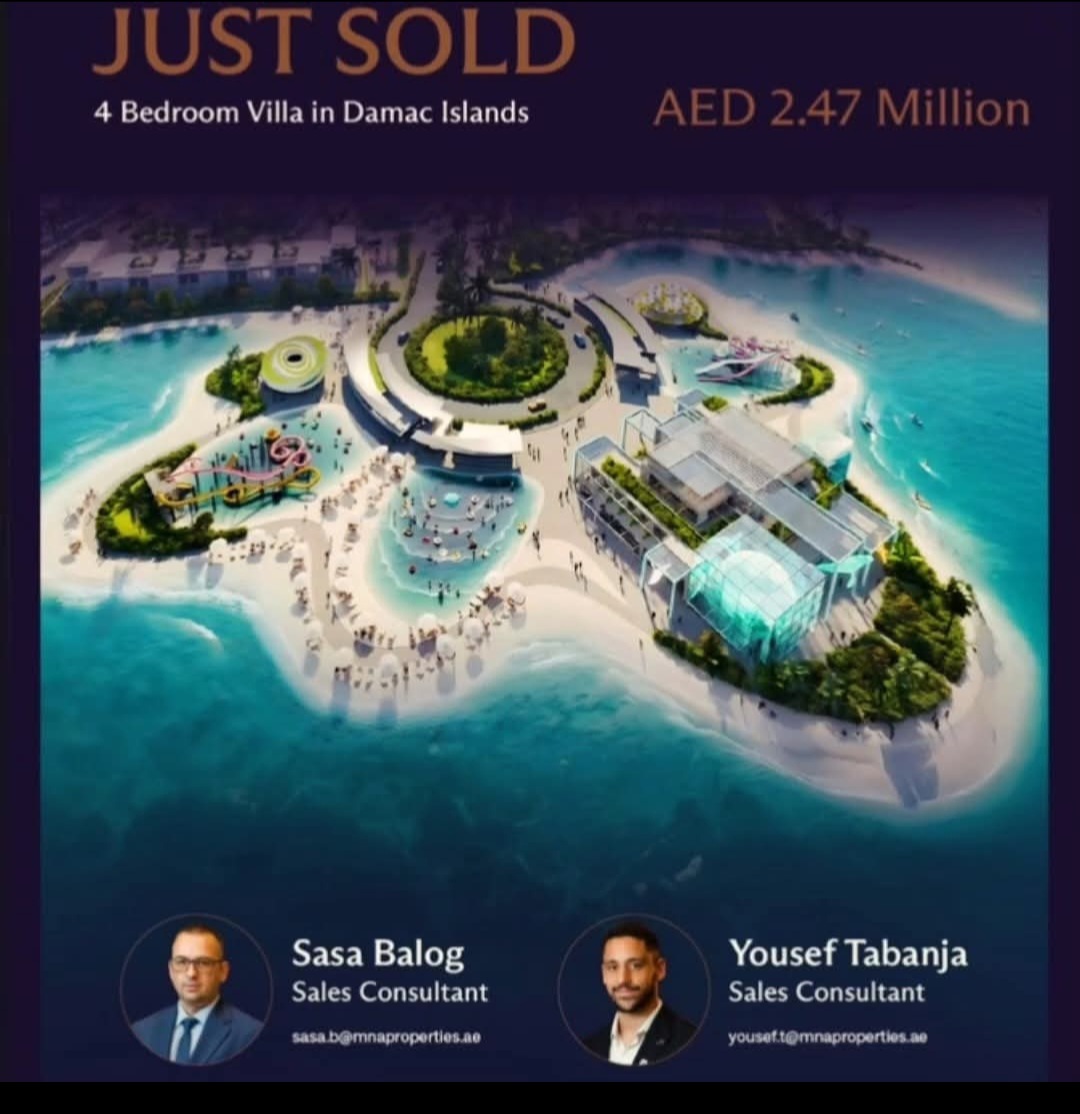 JUST SOLD
4 Bedroom Villa in Damac Islands
AED 2.47 Million
Sasa Balog
Sales Consultant
sasa.b@mnaproperties.ae
Yousef Tabanja
Sales Consultant
yousef.t@mnaproperties.ae